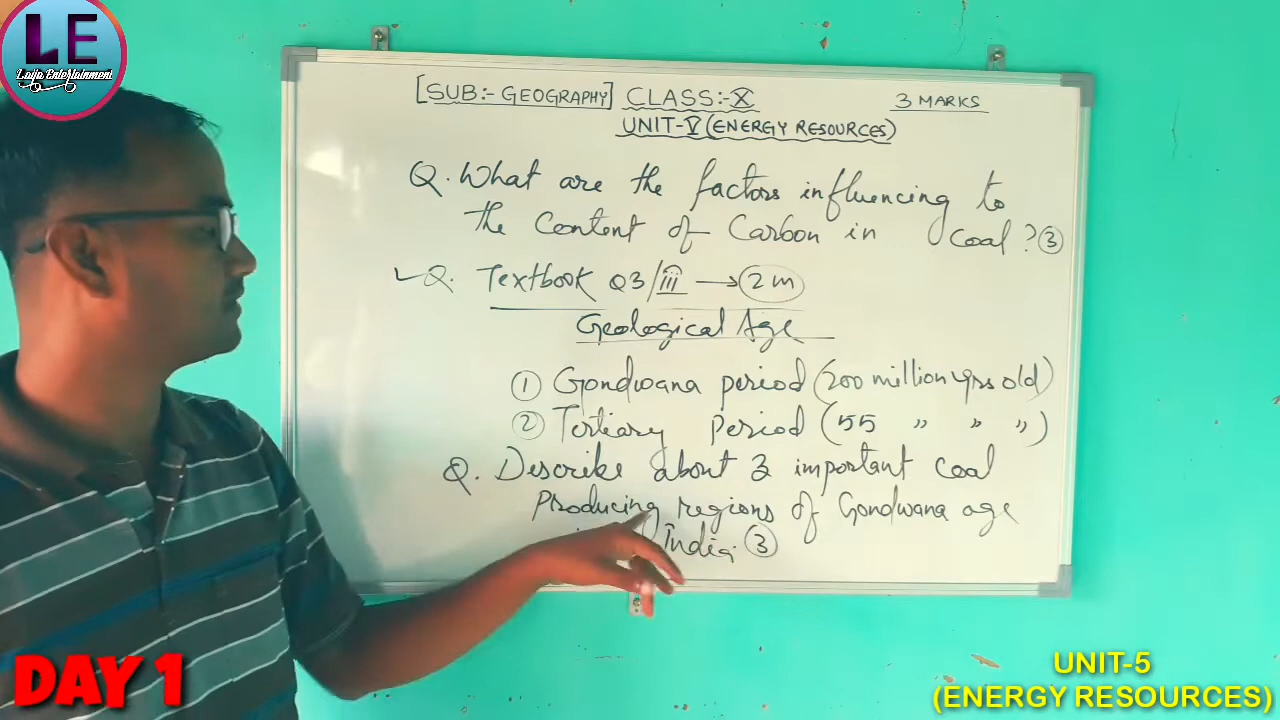 LE
Laija Entertainment
[SUB:- GEOGRAPHY] CLASS:- X 3 MARKS
UNIT-V (ENERGY RESOURCES)
Q. What are the factors influencing to
the content of Carbon in coal? ③
✓ Q. Textbook Q3/iii → 2 m
Geological Age
① Gondwana period (200 million yrs old)
② Tertiary Period (55 " " ")
Q. Describe about 3 important coal
Producing regions of Gondwana age
India. ③
DAY 1
UNIT-5
(ENERGY RESOURCES)